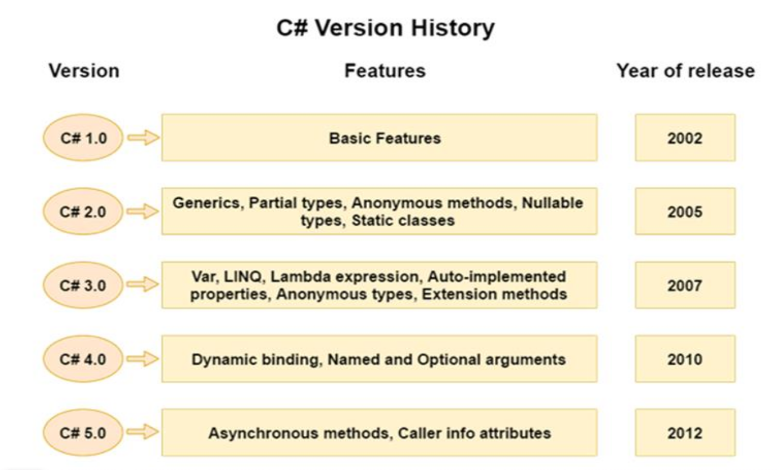 C# Version History
Version Features Year of release
C# 1.0 Basic Features 2002
C# 2.0 Generics, Partial types, Anonymous methods, Nullable
types, Static classes 2005
C# 3.0 Var, LINQ, Lambda expression, Auto-implemented
properties, Anonymous types, Extension methods 2007
C# 4.0 Dynamic binding, Named and Optional arguments 2010
C# 5.0 Asynchronous methods, Caller info attributes 2012